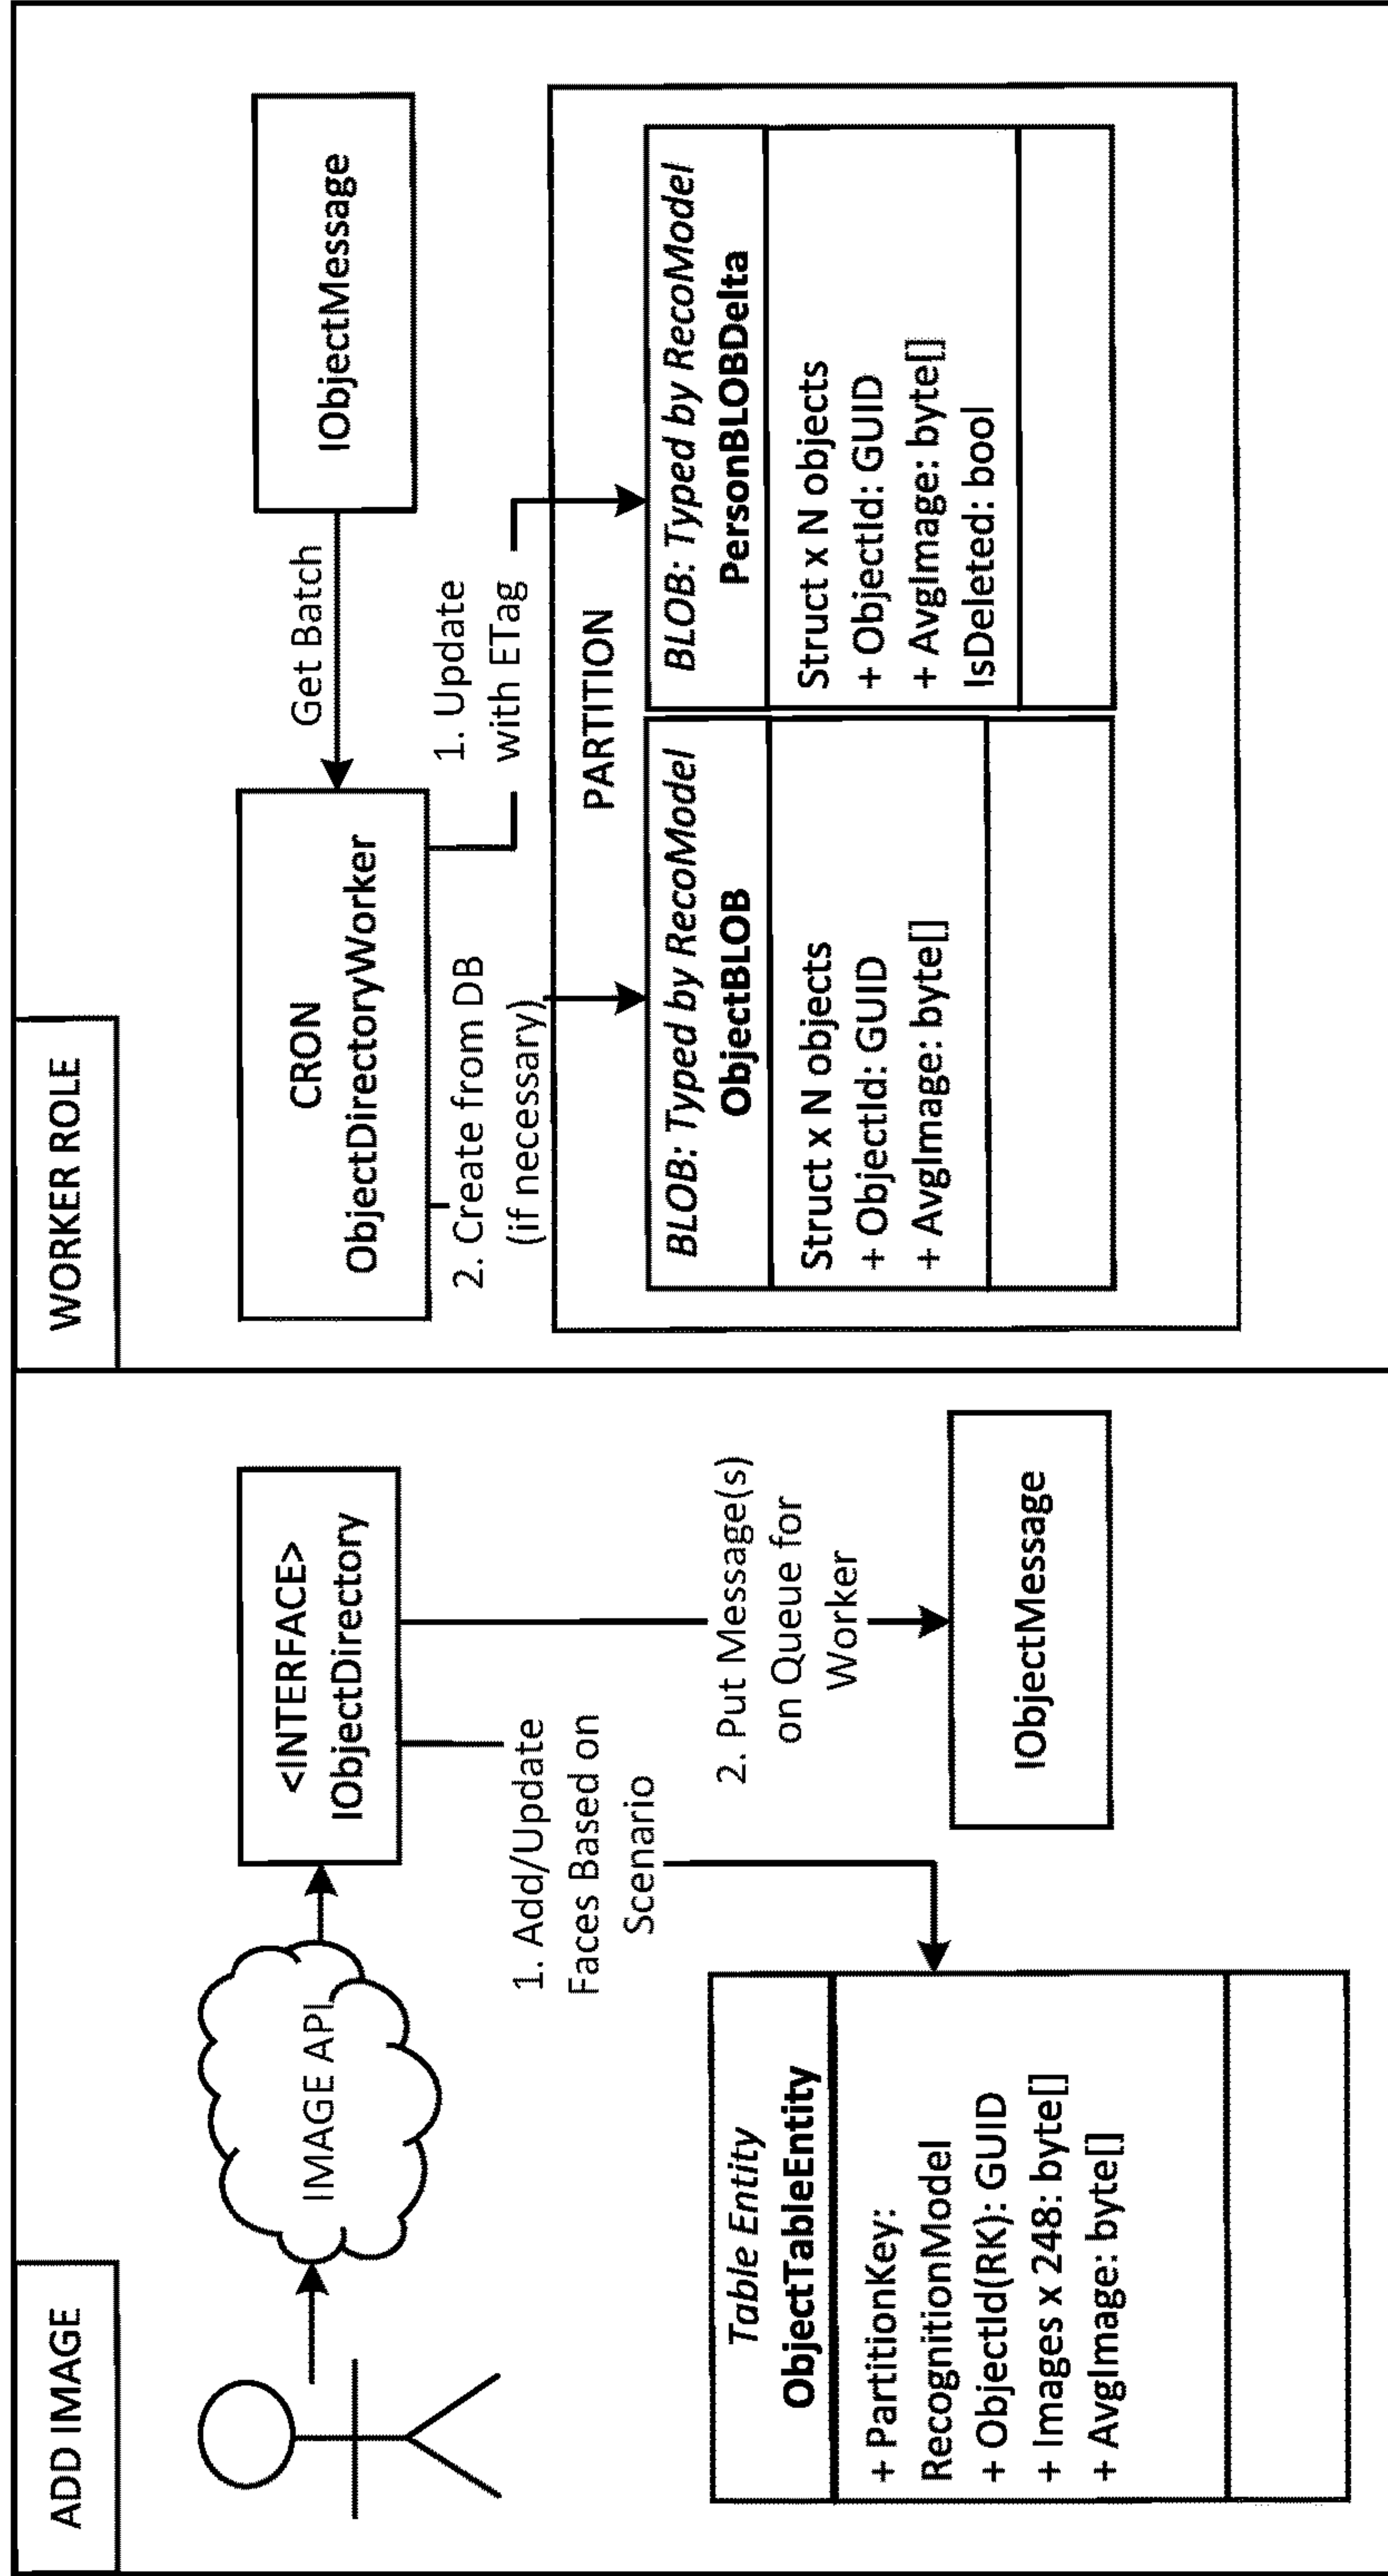 ADD IMAGE
IMAGE API
<INTERFACE>
IObjectDirectory
1. Add/Update
Faces Based on
Scenario
2. Put Message(s)
on Queue for
Worker
Table Entity
ObjectTableEntity
+ PartitionKey:
RecognitionModel
+ ObjectId(RK): GUID
+ Images x 248: byte[]
+ AvgImage: byte[]
IObjectMessage
WORKER ROLE
CRON
ObjectDirectoryWorker
Get Batch
IObjectMessage
2. Create from DB
(if necessary)
1. Update
with ETag
PARTITION
BLOB: Typed by RecoModel
ObjectBLOB
Struct x N objects
+ ObjectId: GUID
+ AvgImage: byte[]
BLOB: Typed by RecoModel
PersonBLOBDelta
Struct x N objects
+ ObjectId: GUID
+ AvgImage: byte[]
IsDeleted: bool